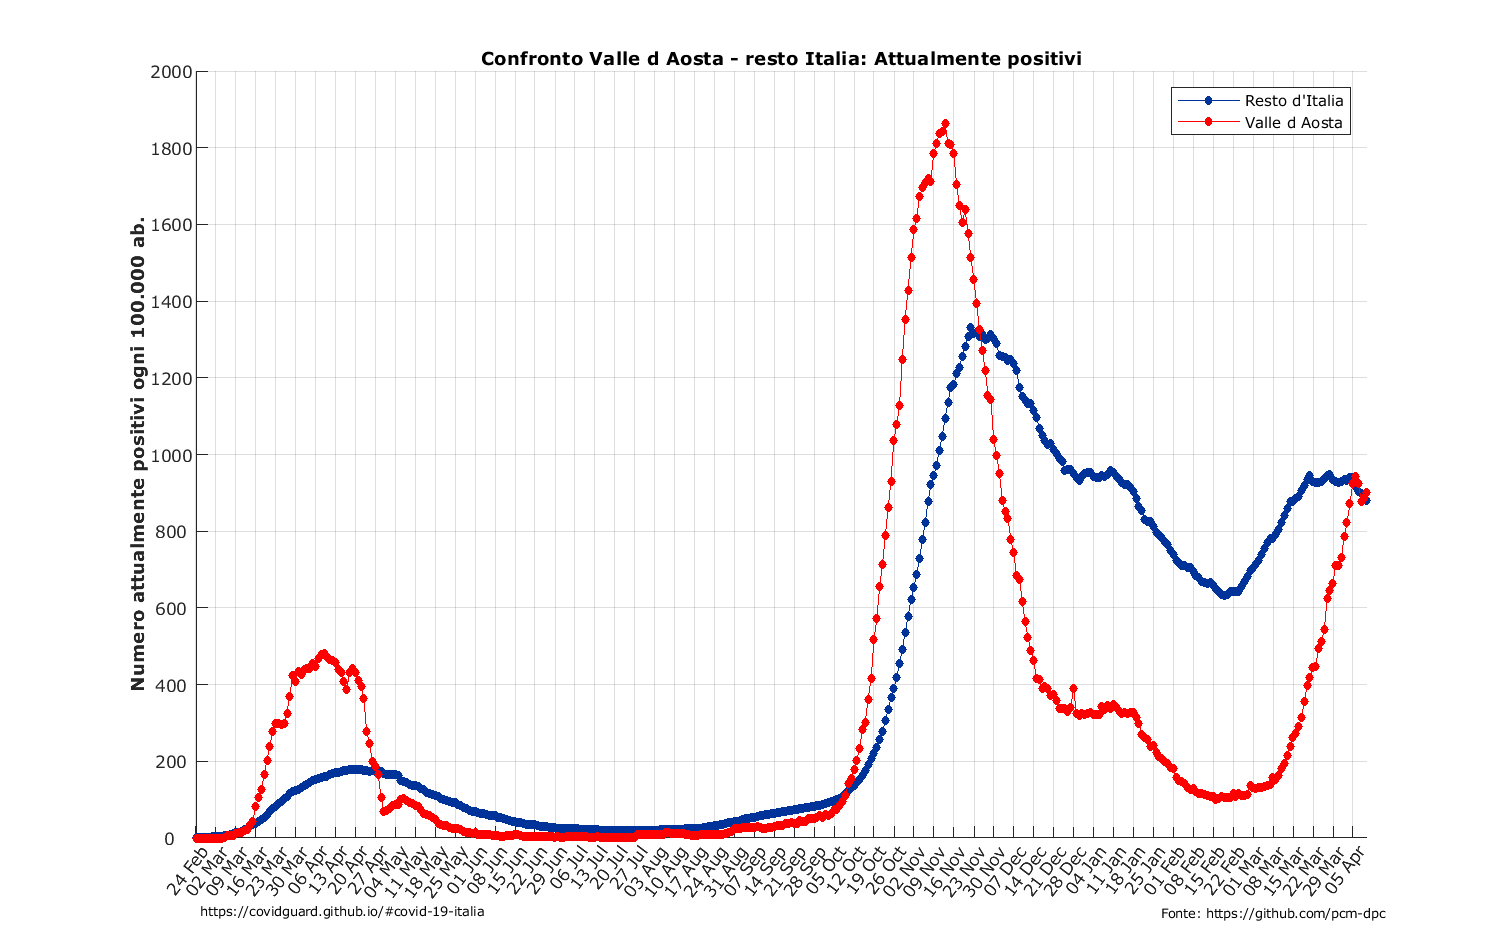 Confronto Valle d Aosta - resto Italia: Attualmente positivi
Numero attualmente positivi ogni 100.000 ab.
2000
1800
1600
1400
1200
1000
800
600
400
200
0
Resto d'Italia
Valle d Aosta
24 Feb
02 Mar
09 Mar
16 Mar
23 Mar
30 Mar
06 Apr
13 Apr
20 Apr
27 Apr
04 May
11 May
18 May
25 May
01 Jun
08 Jun
15 Jun
22 Jun
29 Jun
06 Jul
13 Jul
20 Jul
27 Jul
03 Aug
10 Aug
17 Aug
24 Aug
31 Aug
07 Sep
14 Sep
21 Sep
28 Sep
05 Oct
12 Oct
19 Oct
26 Oct
02 Nov
09 Nov
16 Nov
23 Nov
30 Nov
07 Dec
14 Dec
21 Dec
28 Dec
04 Jan
11 Jan
18 Jan
25 Jan
01 Feb
08 Feb
15 Feb
22 Feb
01 Mar
08 Mar
15 Mar
22 Mar
29 Mar
05 Apr
https://covidguard.github.io/#covid-19-italia
Fonte: https://github.com/pcm-dpc